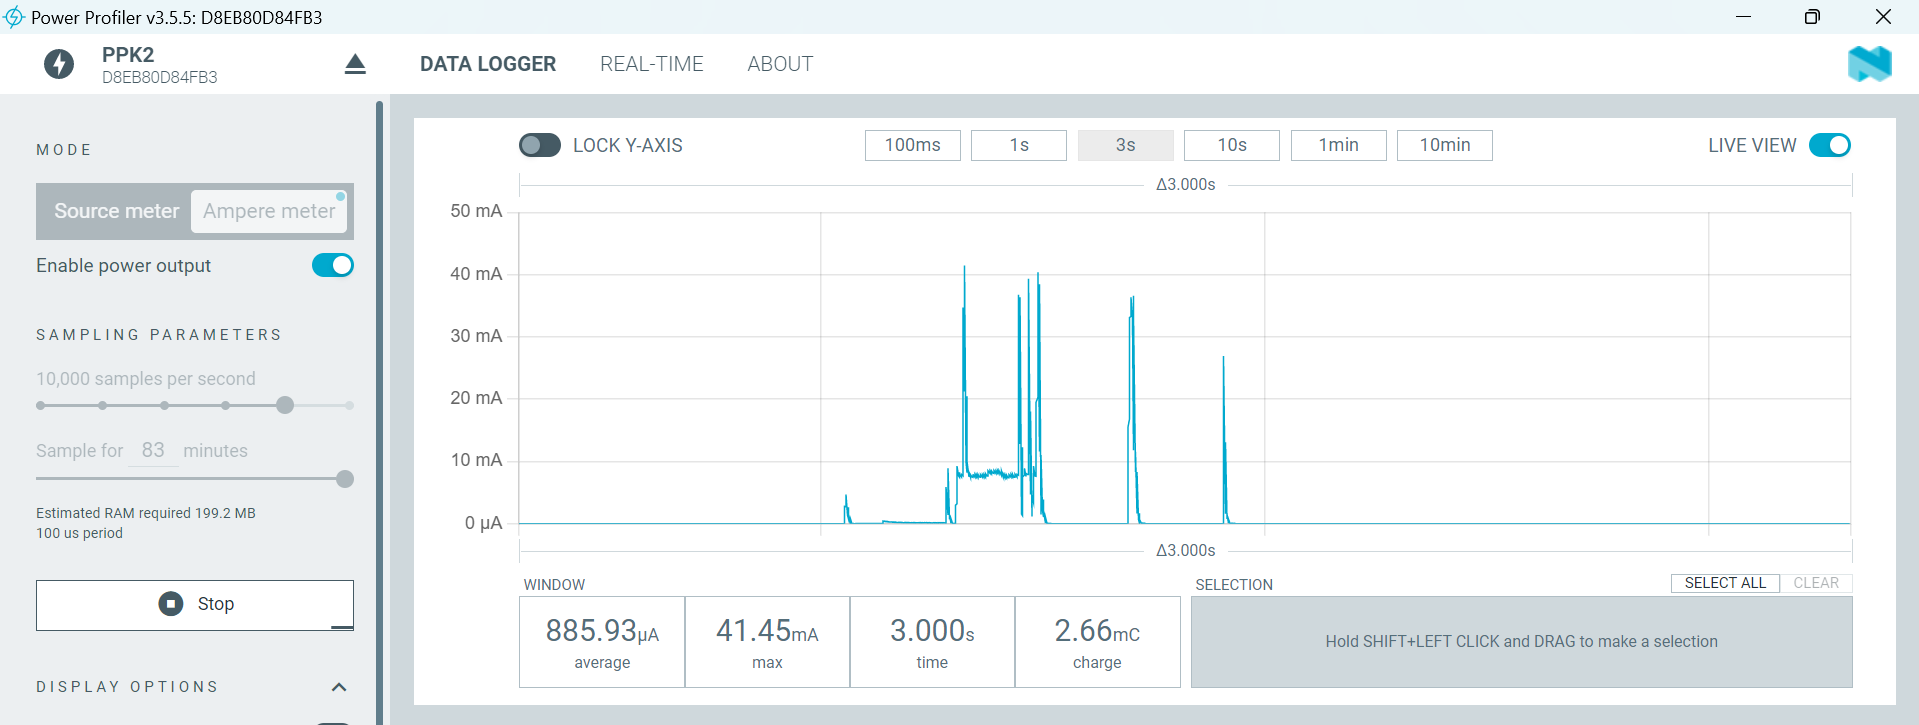 Power Profiler v3.5.5: D8EB80D84FB3
PPK2
D8EB80D84FB3
DATA LOGGER
REAL-TIME
ABOUT
MODE
Source meter
Ampere meter
Enable power output
SAMPLING PARAMETERS
10,000 samples per second
Sample for 83 minutes
Estimated RAM required 199.2 MB
100 us period
Stop
DISPLAY OPTIONS
LOCK Y-AXIS
100ms
1s
3s
10s
1min
10min
LIVE VIEW
Δ3.000s
50 mA
40 mA
30 mA
20 mA
10 mA
0 µA
Δ3.000s
WINDOW
885.93µA
average
41.45mA
max
3.000s
time
2.66mC
charge
SELECTION
SELECT ALL
CLEAR
Hold SHIFT+LEFT CLICK and DRAG to make a selection